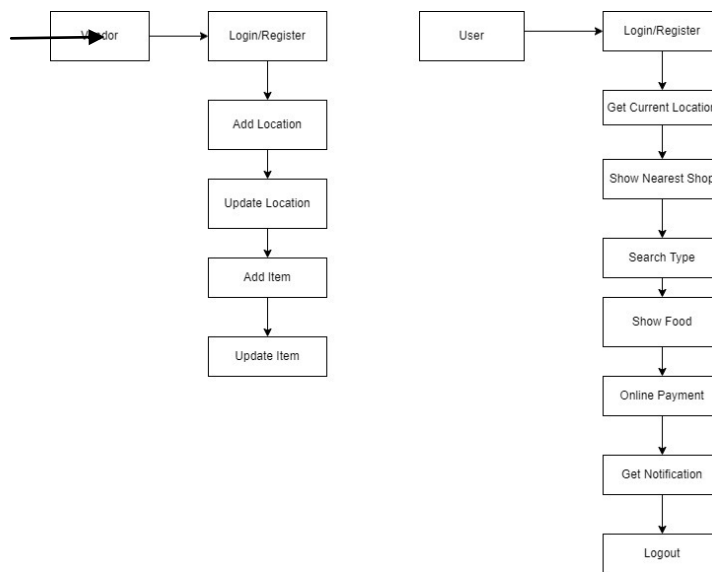 Vendor
Login/Register
Add Location
Update Location
Add Item
Update Item
User
Login/Register
Get Current Location
Show Nearest Shop
Search Type
Show Food
Online Payment
Get Notification
Logout